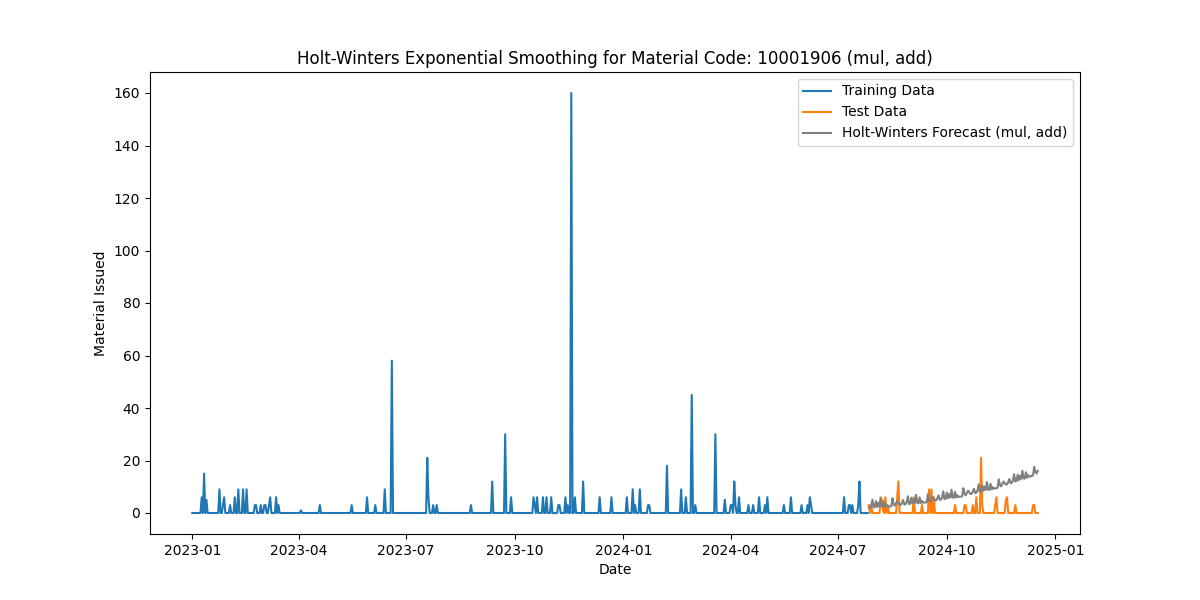 Holt-Winters Exponential Smoothing for Material Code: 10001906 (mul, add)
Training Data
Test Data
Holt-Winters Forecast (mul, add)
Material Issued
160
140
120
100
80
60
40
20
0
2023-01 2023-04 2023-07 2023-10 2024-01 2024-04 2024-07 2024-10 2025-01
Date